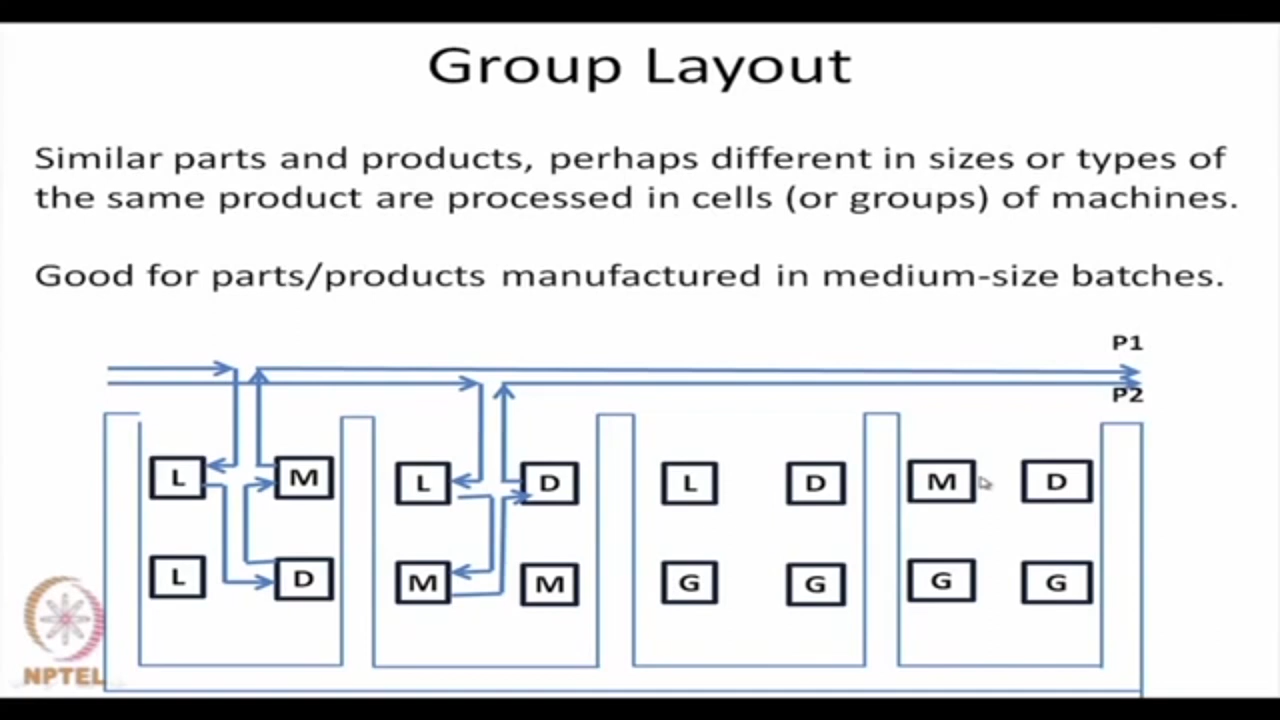 Group Layout
Similar parts and products, perhaps different in sizes or types of
the same product are processed in cells (or groups) of machines.
Good for parts/products manufactured in medium-size batches.
P1
P2
L M L D L D M D
L D M M G G G G
NPTEL